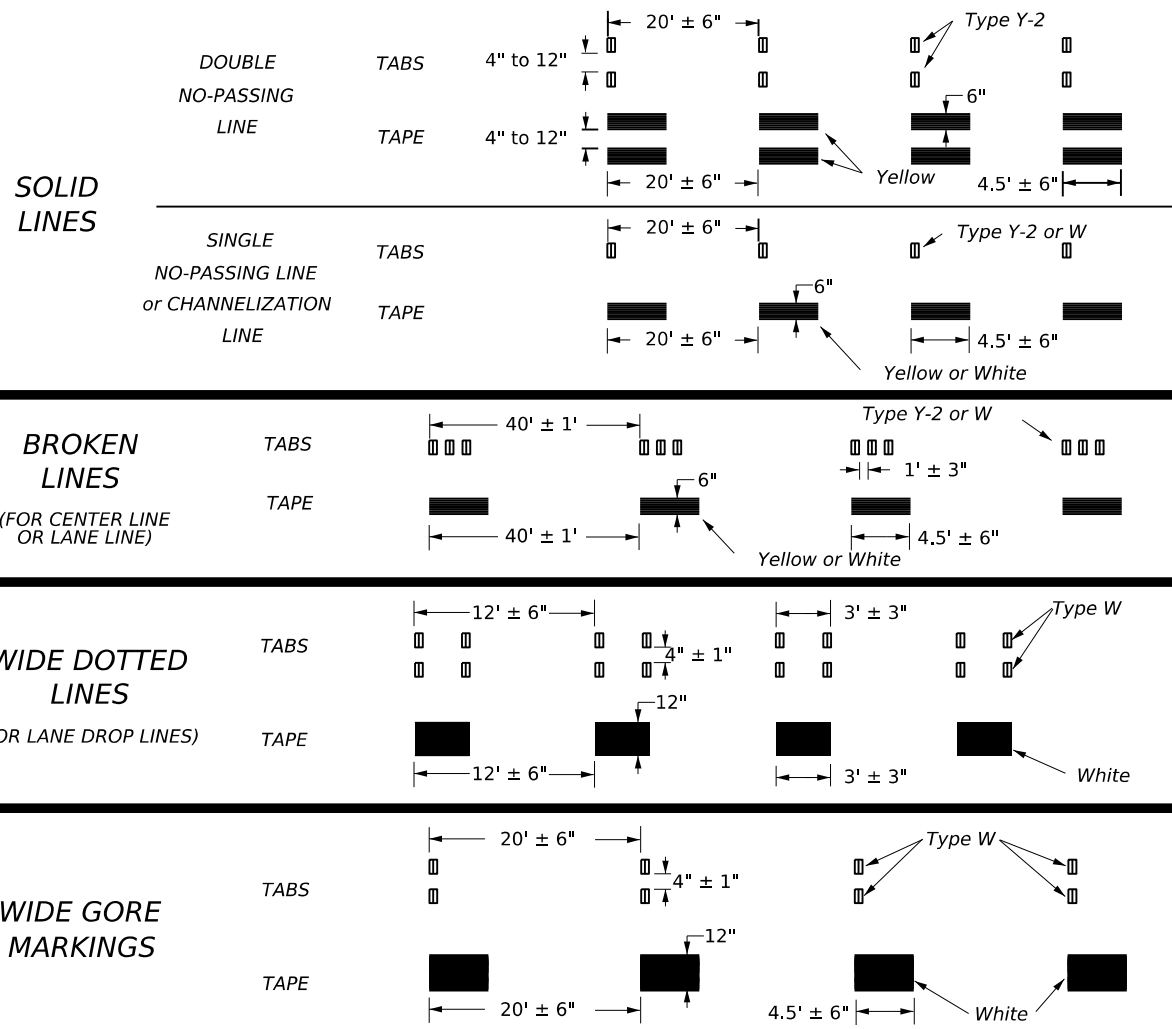 SOLID
LINES
DOUBLE
NO-PASSING
LINE
TABS
20' ± 6"
Type Y-2
4" to 12"
TAPE
4" to 12"
6"
Yellow
20' ± 6"
4.5' ± 6"
SINGLE
NO-PASSING LINE
or CHANNELIZATION
LINE
TABS
20' ± 6"
Type Y-2 or W
TAPE
6"
20' ± 6"
4.5' ± 6"
Yellow or White
BROKEN
LINES
(FOR CENTER LINE
OR LANE LINE)
TABS
40' ± 1'
Type Y-2 or W
1' ± 3"
TAPE
6"
40' ± 1'
4.5' ± 6"
Yellow or White
WIDE DOTTED
LINES
OR LANE DROP LINES)
TABS
12' ± 6"
3' ± 3"
Type W
4" ± 1"
TAPE
12"
12' ± 6"
3' ± 3"
White
WIDE GORE
MARKINGS
TABS
20' ± 6"
Type W
4" ± 1"
TAPE
12"
20' ± 6"
4.5' ± 6"
White